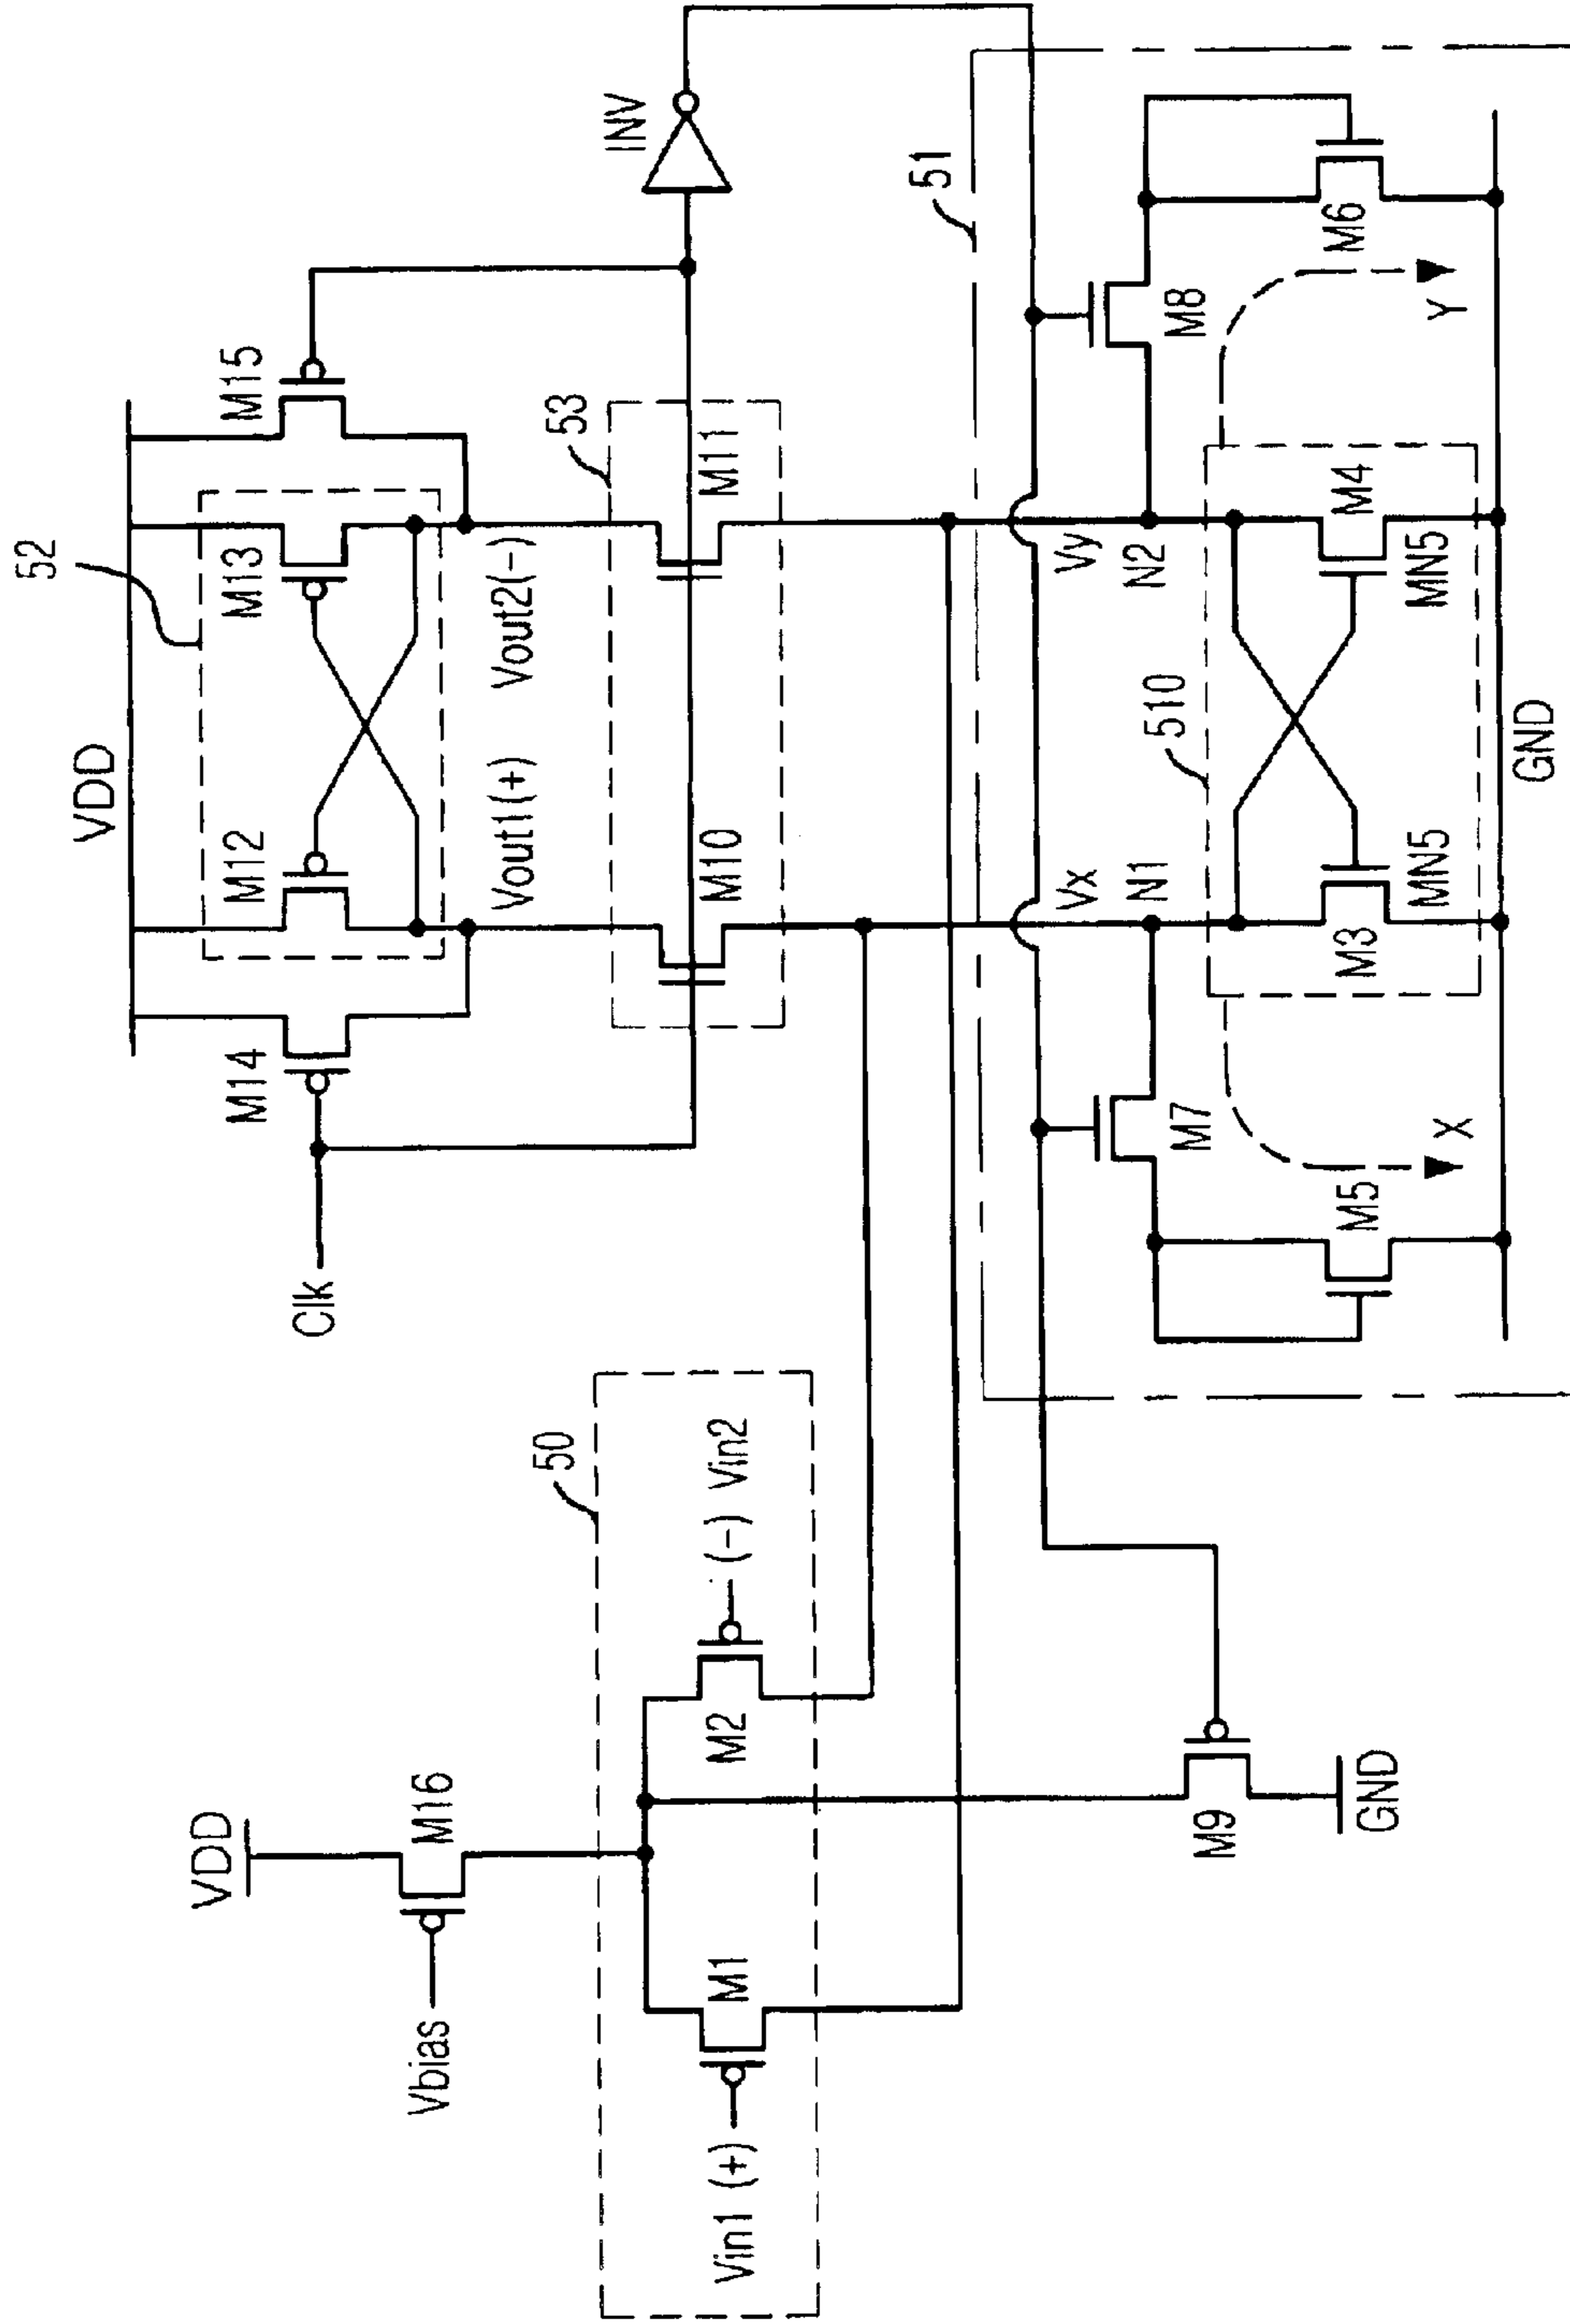 52
VDD
M14
M12
M13
M15
Clk
Vout1(+)
Vout2(-)
INV
53
M10
M11
VDD
M16
Vbias
50
M1
M2
Vin1 (+)
(-) Vin2
51
Vx
Vy
N1
N2
M7
M8
510
M9
GND
M5
X
M3
MN5
M4
MN5
Y
M6
GND